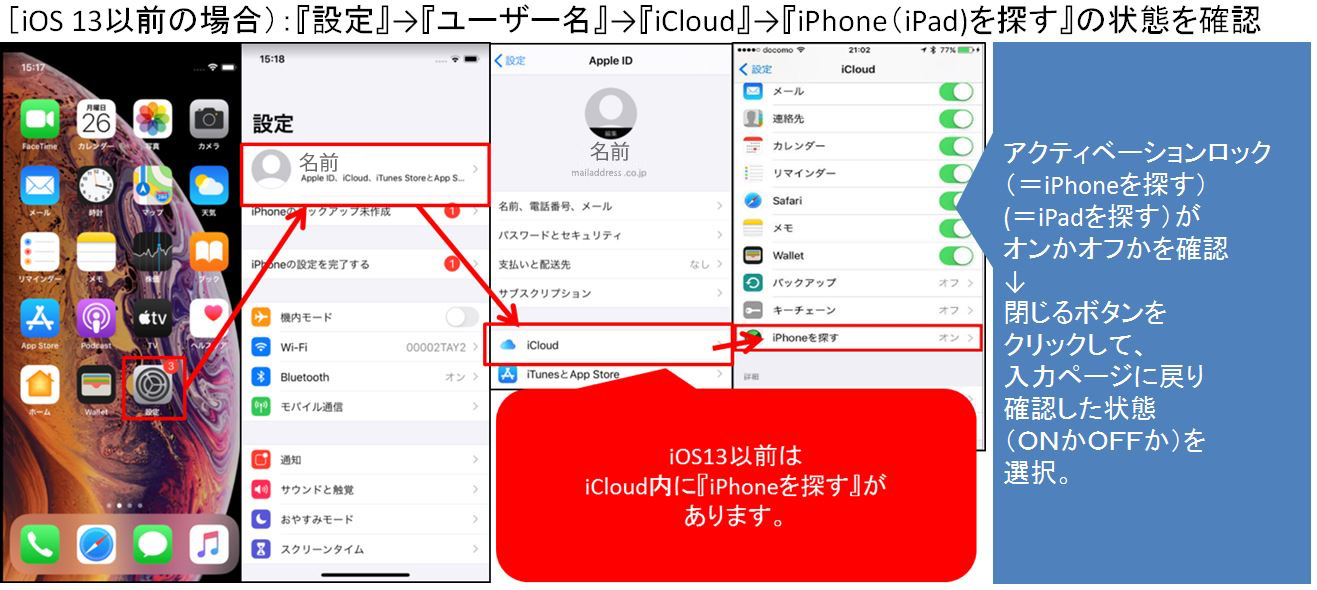 ［iOS 13以前の場合）：『設定』→『ユーザー名』→『iCloud』→『iPhone（iPad)を探す』の状態を確認
15:17
FaceTime
月曜日
26
カレンダー
写真
カメラ
メール
時計
マップ
天気
リマインダー
メモ
株価
ブック
App Store
Podcast
tv
TV
ヘルスケア
ホーム
Wallet
3
設定
15:18
設定
名前
Apple ID、iCloud、iTunes StoreとApp S...
iPhoneのバックアップ未作成
1
iPhoneの設定を完了する
1
機内モード
Wi-Fi
00002TAY2
Bluetooth
オン
モバイル通信
通知
サウンドと触覚
おやすみモード
スクリーンタイム
設定
Apple ID
編集
名前
mailaddress .co.jp
名前、電話番号、メール
パスワードとセキュリティ
支払いと配送先
なし
サブスクリプション
iCloud
iTunesとApp Store
docomo
21:02
77%
設定
iCloud
メール
連絡先
カレンダー
リマインダー
Safari
メモ
Wallet
バックアップ
オフ
キーチェーン
オフ
iPhoneを探す
オン
詳細
iOS13以前は
iCloud内に『iPhoneを探す』が
あります。
アクティベーションロック
（＝iPhoneを探す）
(＝iPadを探す）が
オンかオフかを確認
↓
閉じるボタンを
クリックして、
入力ページに戻り
確認した状態
（ＯＮかＯＦＦか）を
選択。